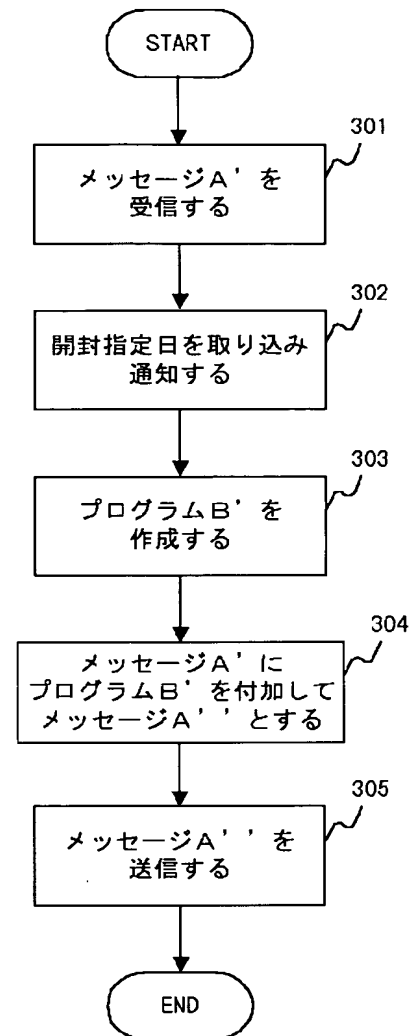 START
301
メッセージA'を
受信する
302
開封指定日を取り込み
通知する
303
プログラムB'を
作成する
304
メッセージA'に
プログラムB'を付加して
メッセージA''とする
305
メッセージA''を
送信する
END